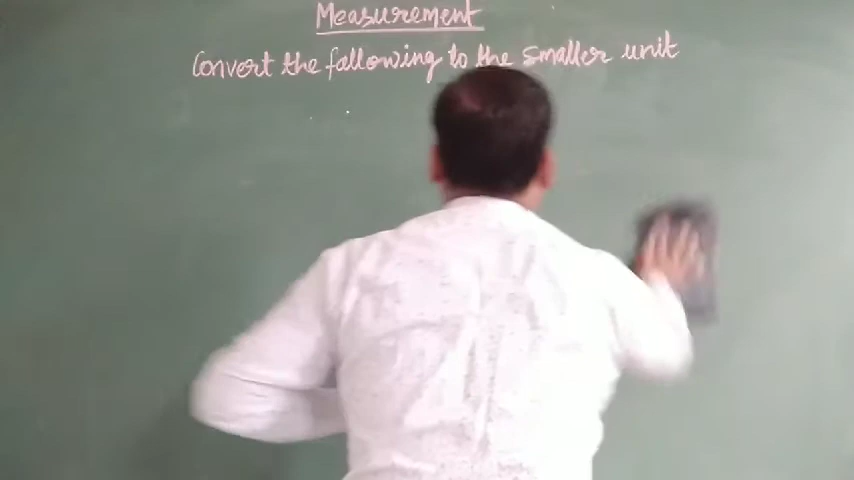 Measurement
Convert the fallowing to the smaller unit